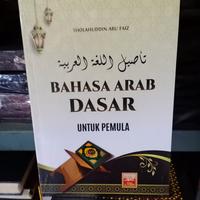 SHOLAHUDDIN ABU FAIZ
تأصيل اللغة العربية
BAHASA ARAB
DASAR
UNTUK PEMULA